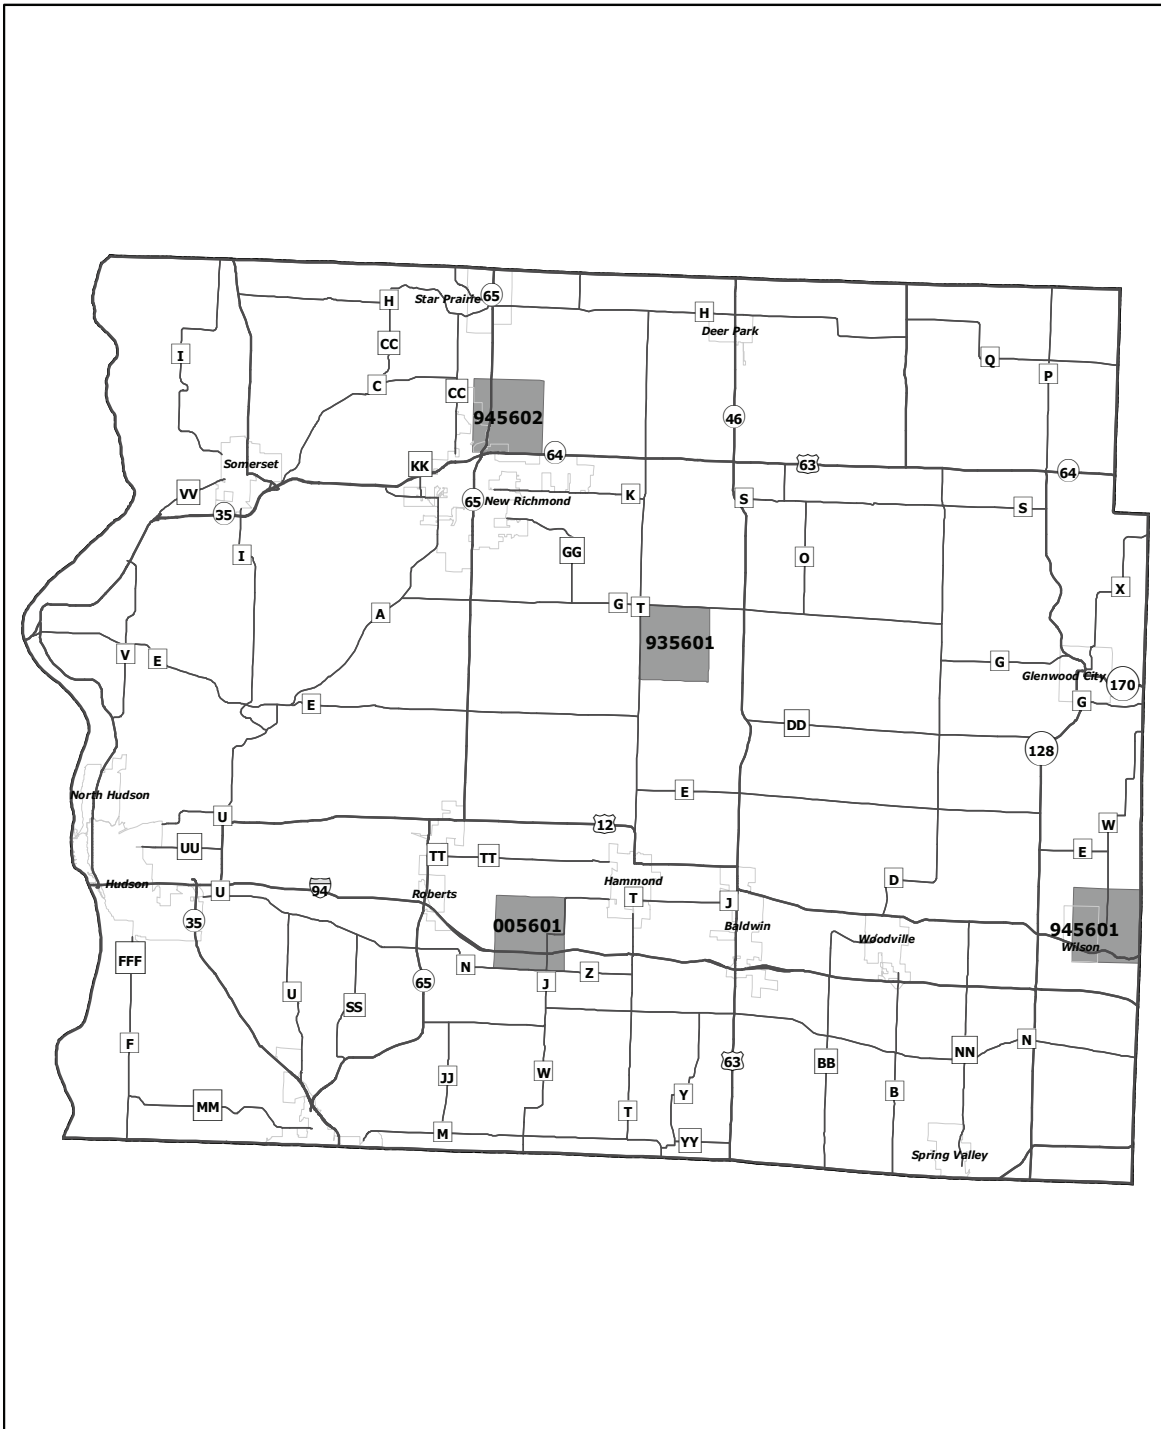 H
Star Prairie
65
H
Deer Park
I
CC
Q
C
P
CC
945602
46
64
Somerset
KK
63
64
VV
65
New Richmond
K
S
S
35
I
GG
O
X
A
G
T
935601
V
E
G
Glenwood City
170
E
G
DD
128
North Hudson
E
U
12
W
UU
TT
TT
E
Hudson
U
94
Roberts
Hammond
T
J
D
35
005601
Baldwin
945601
Woodville
Wilson
FFF
N
Z
65
J
U
SS
F
N
NN
63
BB
W
JJ
Y
B
MM
T
M
YY
Spring Valley